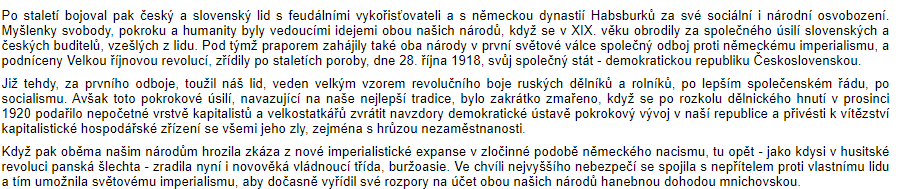 Po staletí bojoval pak český a slovenský lid s feudálními vykořisťovateli a s německou dynastií Habsburků za své sociální i národní osvobození.
Myšlenky svobody, pokroku a humanity byly vedoucími idejemi obou našich národů, když se v XIX. věku obrodily za společného úsilí slovenských a
českých buditelů, vzešlých z lidu. Pod týmž praporem zahájily také oba národy v první světové válce společný odboj proti německému imperialismu, a
podníceny Velkou říjnovou revolucí, zřídily po staletích poroby, dne 28. října 1918, svůj společný stát - demokratickou republiku Československou.
Již tehdy, za prvního odboje, toužil náš lid, veden velkým vzorem revolučního boje ruských dělníků a rolníků, po lepším společenském řádu, po
socialismu. Avšak toto pokrokové úsilí, navazující na naše nejlepší tradice, bylo zakrátko zmařeno, když se po rozkolu dělnického hnutí v prosinci
1920 podařilo nepočetné vrstvě kapitalistů a velkostatkářů zvrátit navzdory demokratické ústavě pokrokový vývoj v naší republice a přivésti k vítězství
kapitalistické hospodářské zřízení se všemi jeho zly, zejména s hrůzou nezaměstnanosti.
Když pak oběma našim národům hrozila zkáza z nové imperialistické expanse v zločinné podobě německého nacismu, tu opět - jako kdysi v husitské
revoluci panská šlechta - zradila nyní i novověká vládnoucí třída, buržoasie. Ve chvíli nejvyššího nebezpečí se spojila s nepřítelem proti vlastnímu lidu
a tím umožnila světovému imperialismu, aby dočasně vyřídil své rozpory na účet obou našich národů hanebnou dohodou mnichovskou.